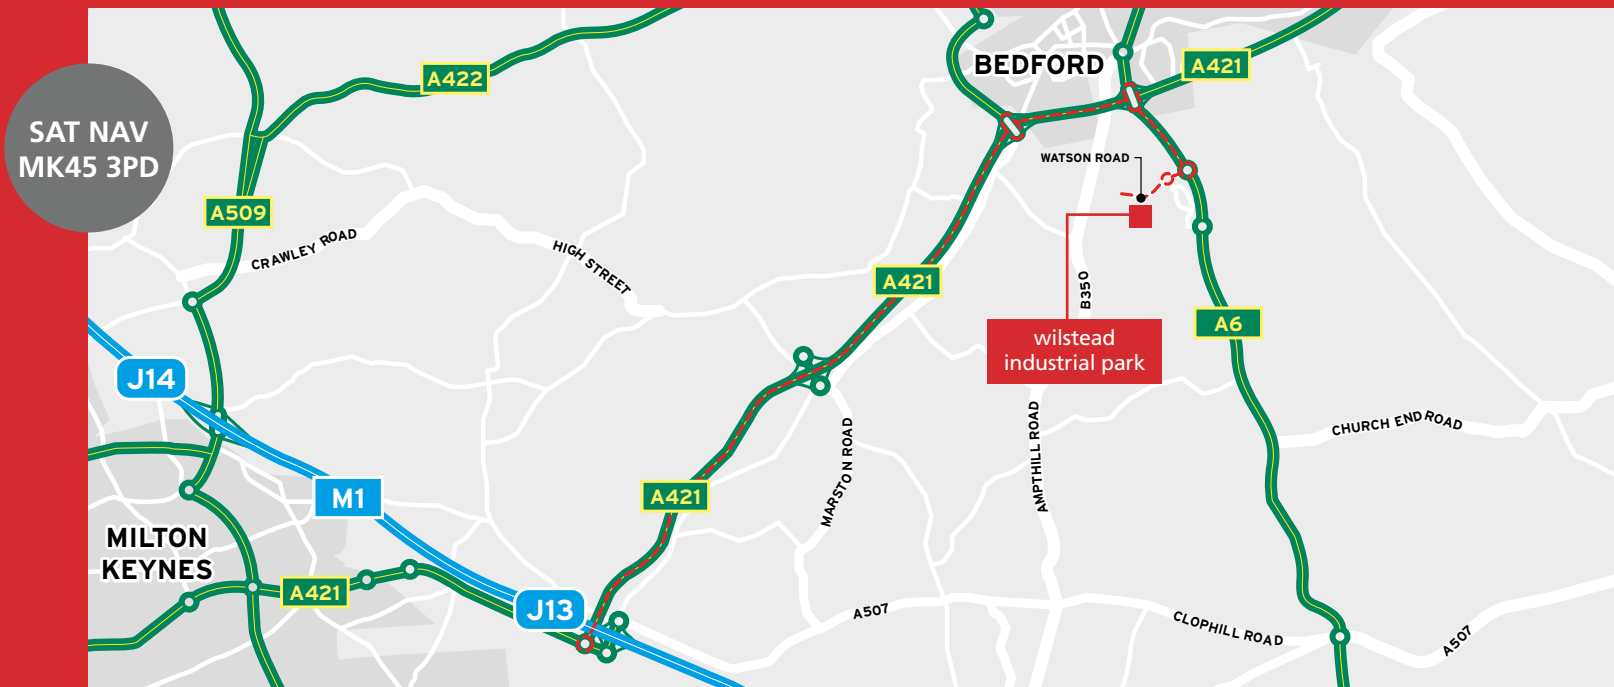 SAT NAV
MK45 3PD
A422
BEDFORD
A421
WATSON ROAD
A509
CRAWLEY ROAD
HIGH STREET
A421
B350
A6
wilstead
industrial park
J14
MARSTON ROAD
AMPTHILL ROAD
CHURCH END ROAD
M1
A421
MILTON
KEYNES
A421
J13
A507
CLOPHILL ROAD
A507